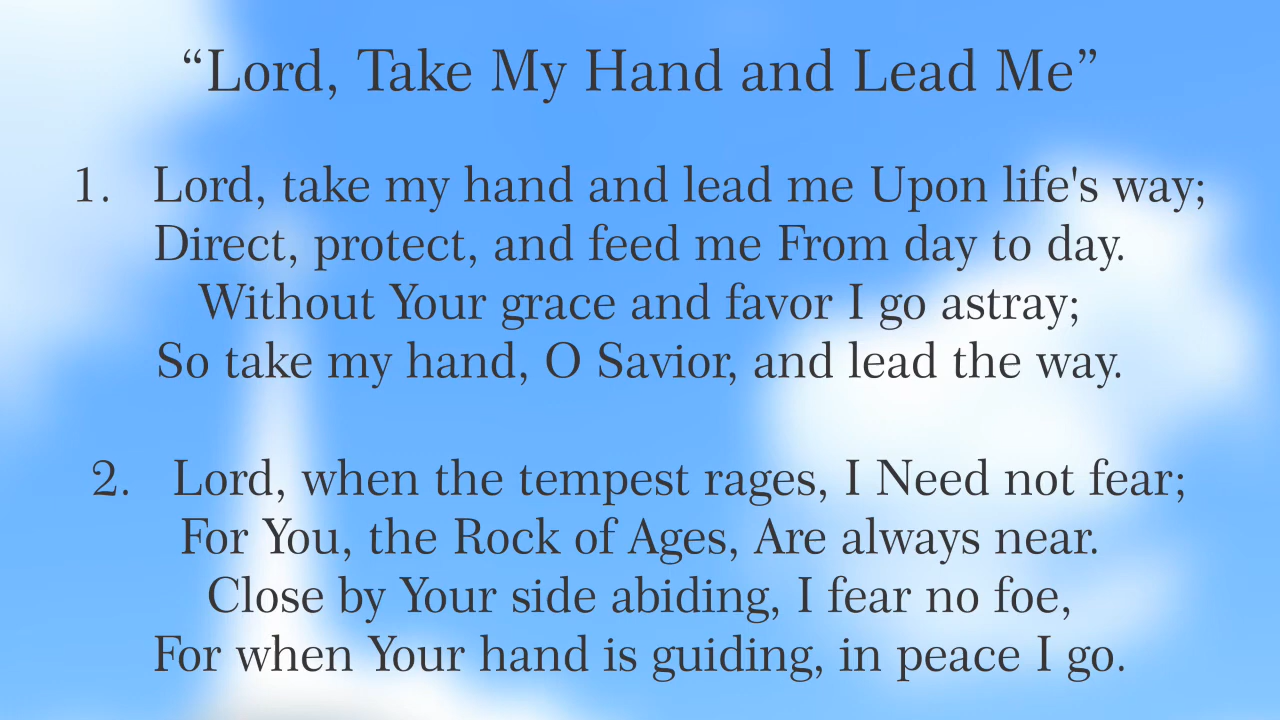 “Lord, Take My Hand and Lead Me”
1. Lord, take my hand and lead me Upon life's way;
Direct, protect, and feed me From day to day.
Without Your grace and favor I go astray;
So take my hand, O Savior, and lead the way.
2. Lord, when the tempest rages, I Need not fear;
For You, the Rock of Ages, Are always near.
Close by Your side abiding, I fear no foe,
For when Your hand is guiding, in peace I go.